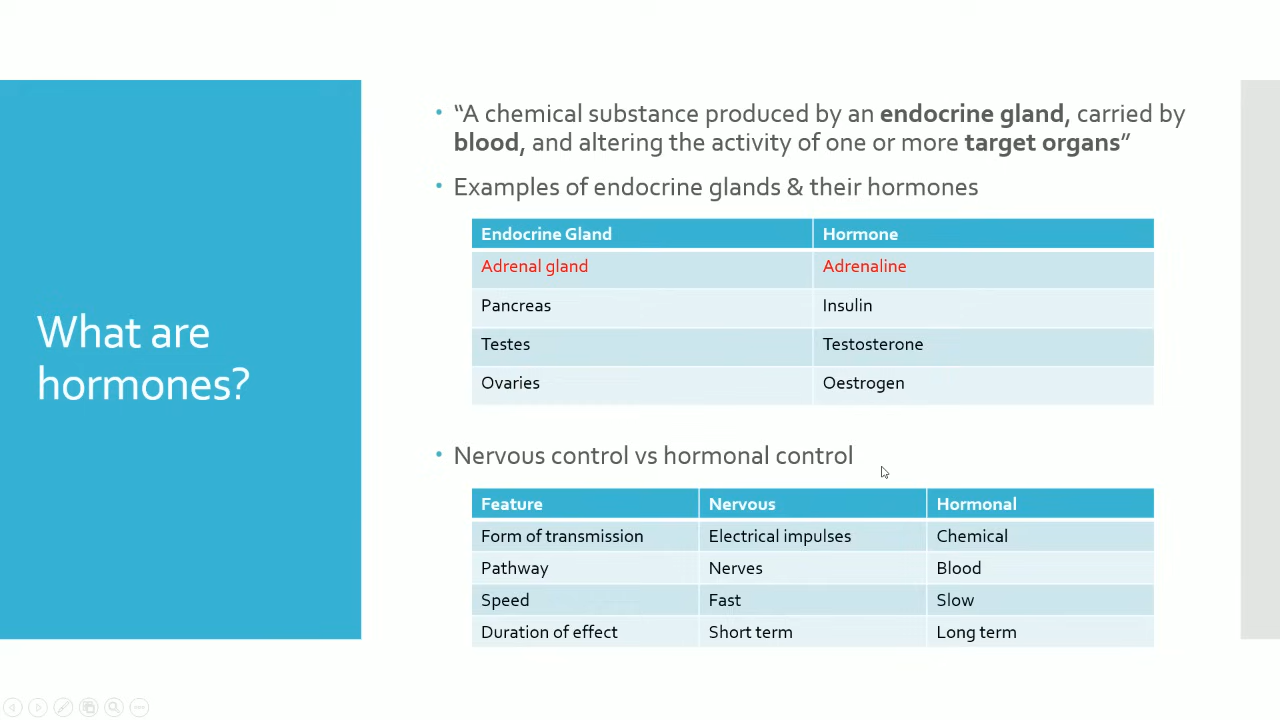 What are
hormones?
• “A chemical substance produced by an endocrine gland, carried by
blood, and altering the activity of one or more target organs”
• Examples of endocrine glands & their hormones
Endocrine Gland Hormone
Adrenal gland Adrenaline
Pancreas Insulin
Testes Testosterone
Ovaries Oestrogen
• Nervous control vs hormonal control
Feature Nervous Hormonal
Form of transmission Electrical impulses Chemical
Pathway Nerves Blood
Speed Fast Slow
Duration of effect Short term Long term